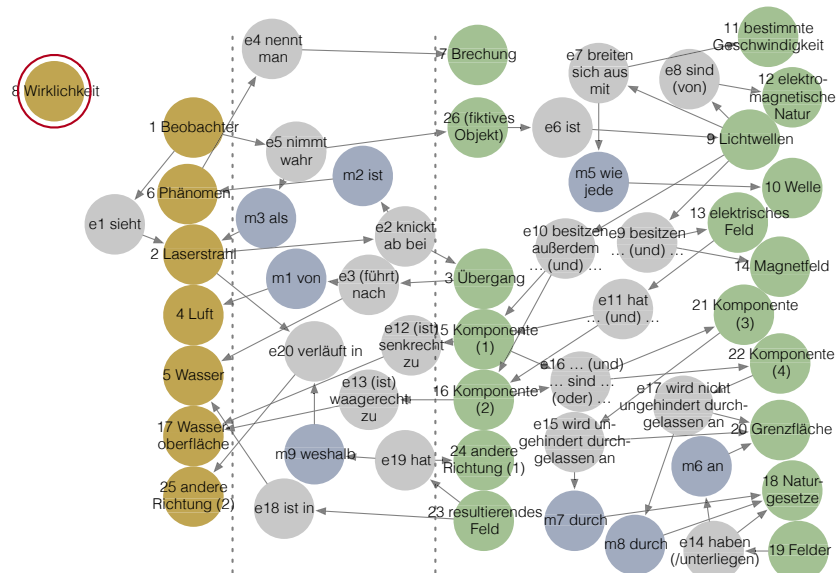 8 Wirklichkeit
1 Beobachter
6 Phänomen
2 Laserstrahl
4 Luft
5 Wasser
17 Wasser-
oberfläche
25 andere
Richtung (2)
e1 sieht
e4 nennt
man
e5 nimmt
wahr
m2 ist
m3 als
e2 knickt
ab bei
m1 von
e3 (führt)
nach
e20 verläuft in
e12 (ist)
senkrecht
zu
e13 (ist)
waagerecht
zu
m9 weshalb
e19 hat
e18 ist in
7 Brechung
26 (fiktives
Objekt)
3 Übergang
15 Komponente
(1)
16 Komponente
(2)
24 andere
Richtung (1)
23 resultierendes
Feld
e6 ist
e7 breiten
sich aus
mit
e8 sind
(von)
m5 wie
jede
e10 besitzen
außerdem
… (und) …
e9 besitzen
… (und) …
e11 hat
… (und) …
e16 … (und)
… sind …
(oder) …
e17 wird nicht
ungehindert durch-
gelassen an
e15 wird un-
gehindert durch-
gelassen an
m6 an
m7 durch
m8 durch
e14 haben
(/unterliegen)
11 bestimmte
Geschwindigkeit
12 elektro-
magnetische
Natur
9 Lichtwellen
10 Welle
13 elektrisches
Feld
14 Magnetfeld
21 Komponente
(3)
22 Komponente
(4)
20 Grenzfläche
18 Natur-
gesetze
19 Felder